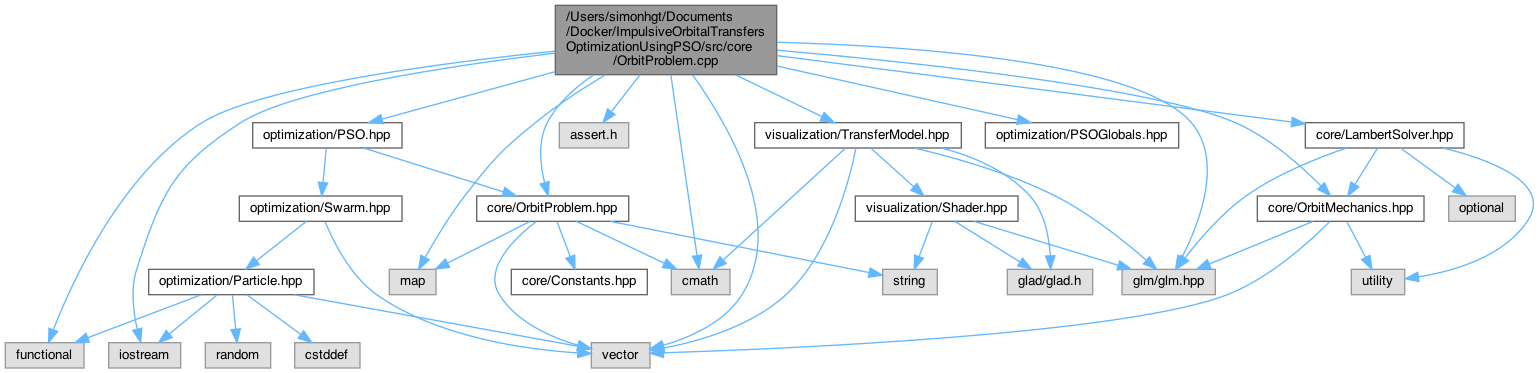 /Users/simonhgt/Documents
/Docker/ImpulsiveOrbitalTransfers
OptimizationUsingPSO/src/core
/OrbitProblem.cpp
optimization/PSO.hpp
assert.h
visualization/TransferModel.hpp
optimization/PSOGlobals.hpp
core/LambertSolver.hpp
optimization/Swarm.hpp
core/OrbitProblem.hpp
visualization/Shader.hpp
core/OrbitMechanics.hpp
optional
optimization/Particle.hpp
map
core/Constants.hpp
cmath
string
glad/glad.h
glm/glm.hpp
utility
functional
iostream
random
cstddef
vector